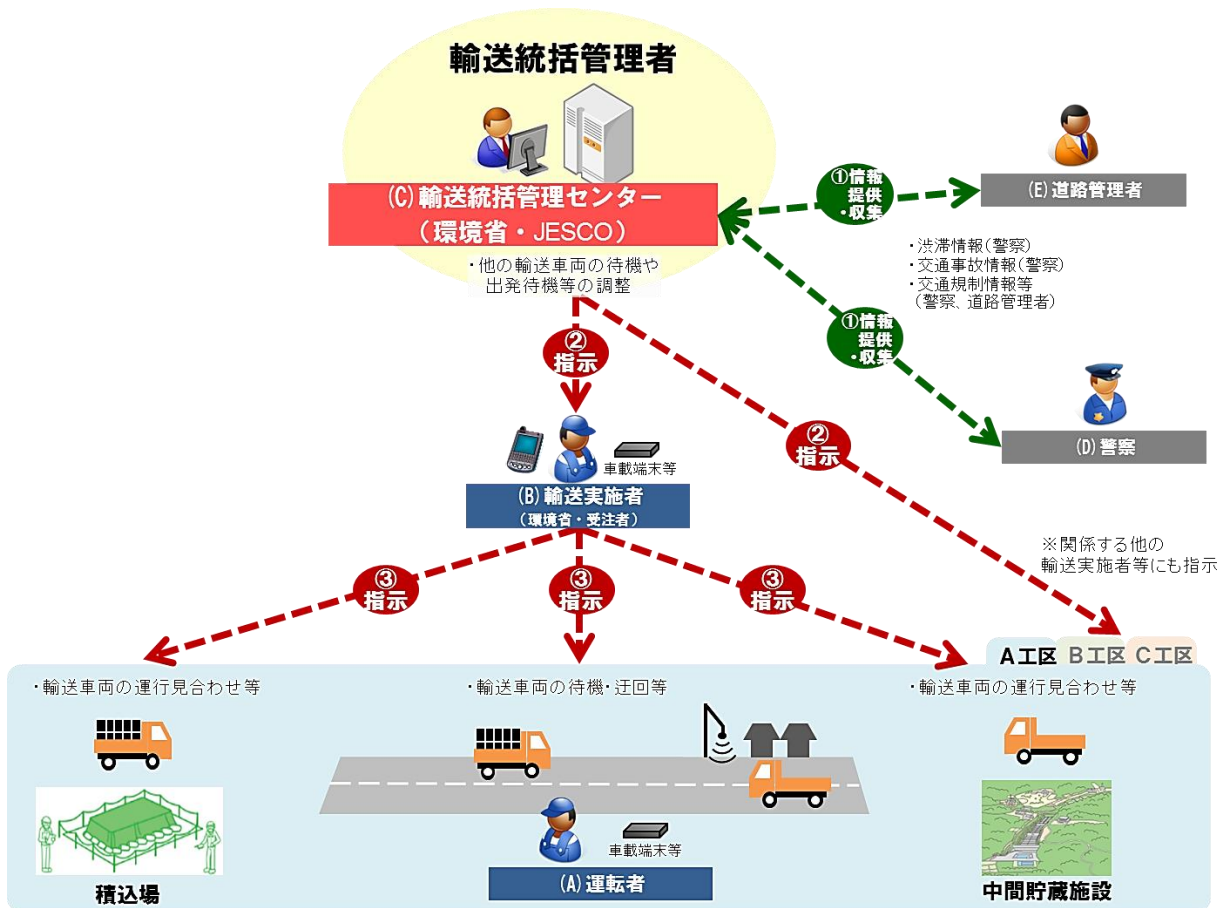 輸送統括管理者
(C)輸送統括管理センター
（環境省・JESCO）
・他の輸送車両の待機や
出発待機等の調整
①情報
提供
・収集
(E)道路管理者
・渋滞情報(警察)
・交通事故情報(警察)
・交通規制情報等
(警察、道路管理者)
①情報
提供
・収集
(D)警察
②
指示
②
指示
車載端末等
(B)輸送実施者
（環境省・受注者）
※関係する他の
輸送実施者等にも指示
③
指示
③
指示
③
指示
A工区 B工区 C工区
・輸送車両の運行見合わせ等
・輸送車両の待機・迂回等
・輸送車両の運行見合わせ等
車載端末等
(A)運転者
積込場
中間貯蔵施設